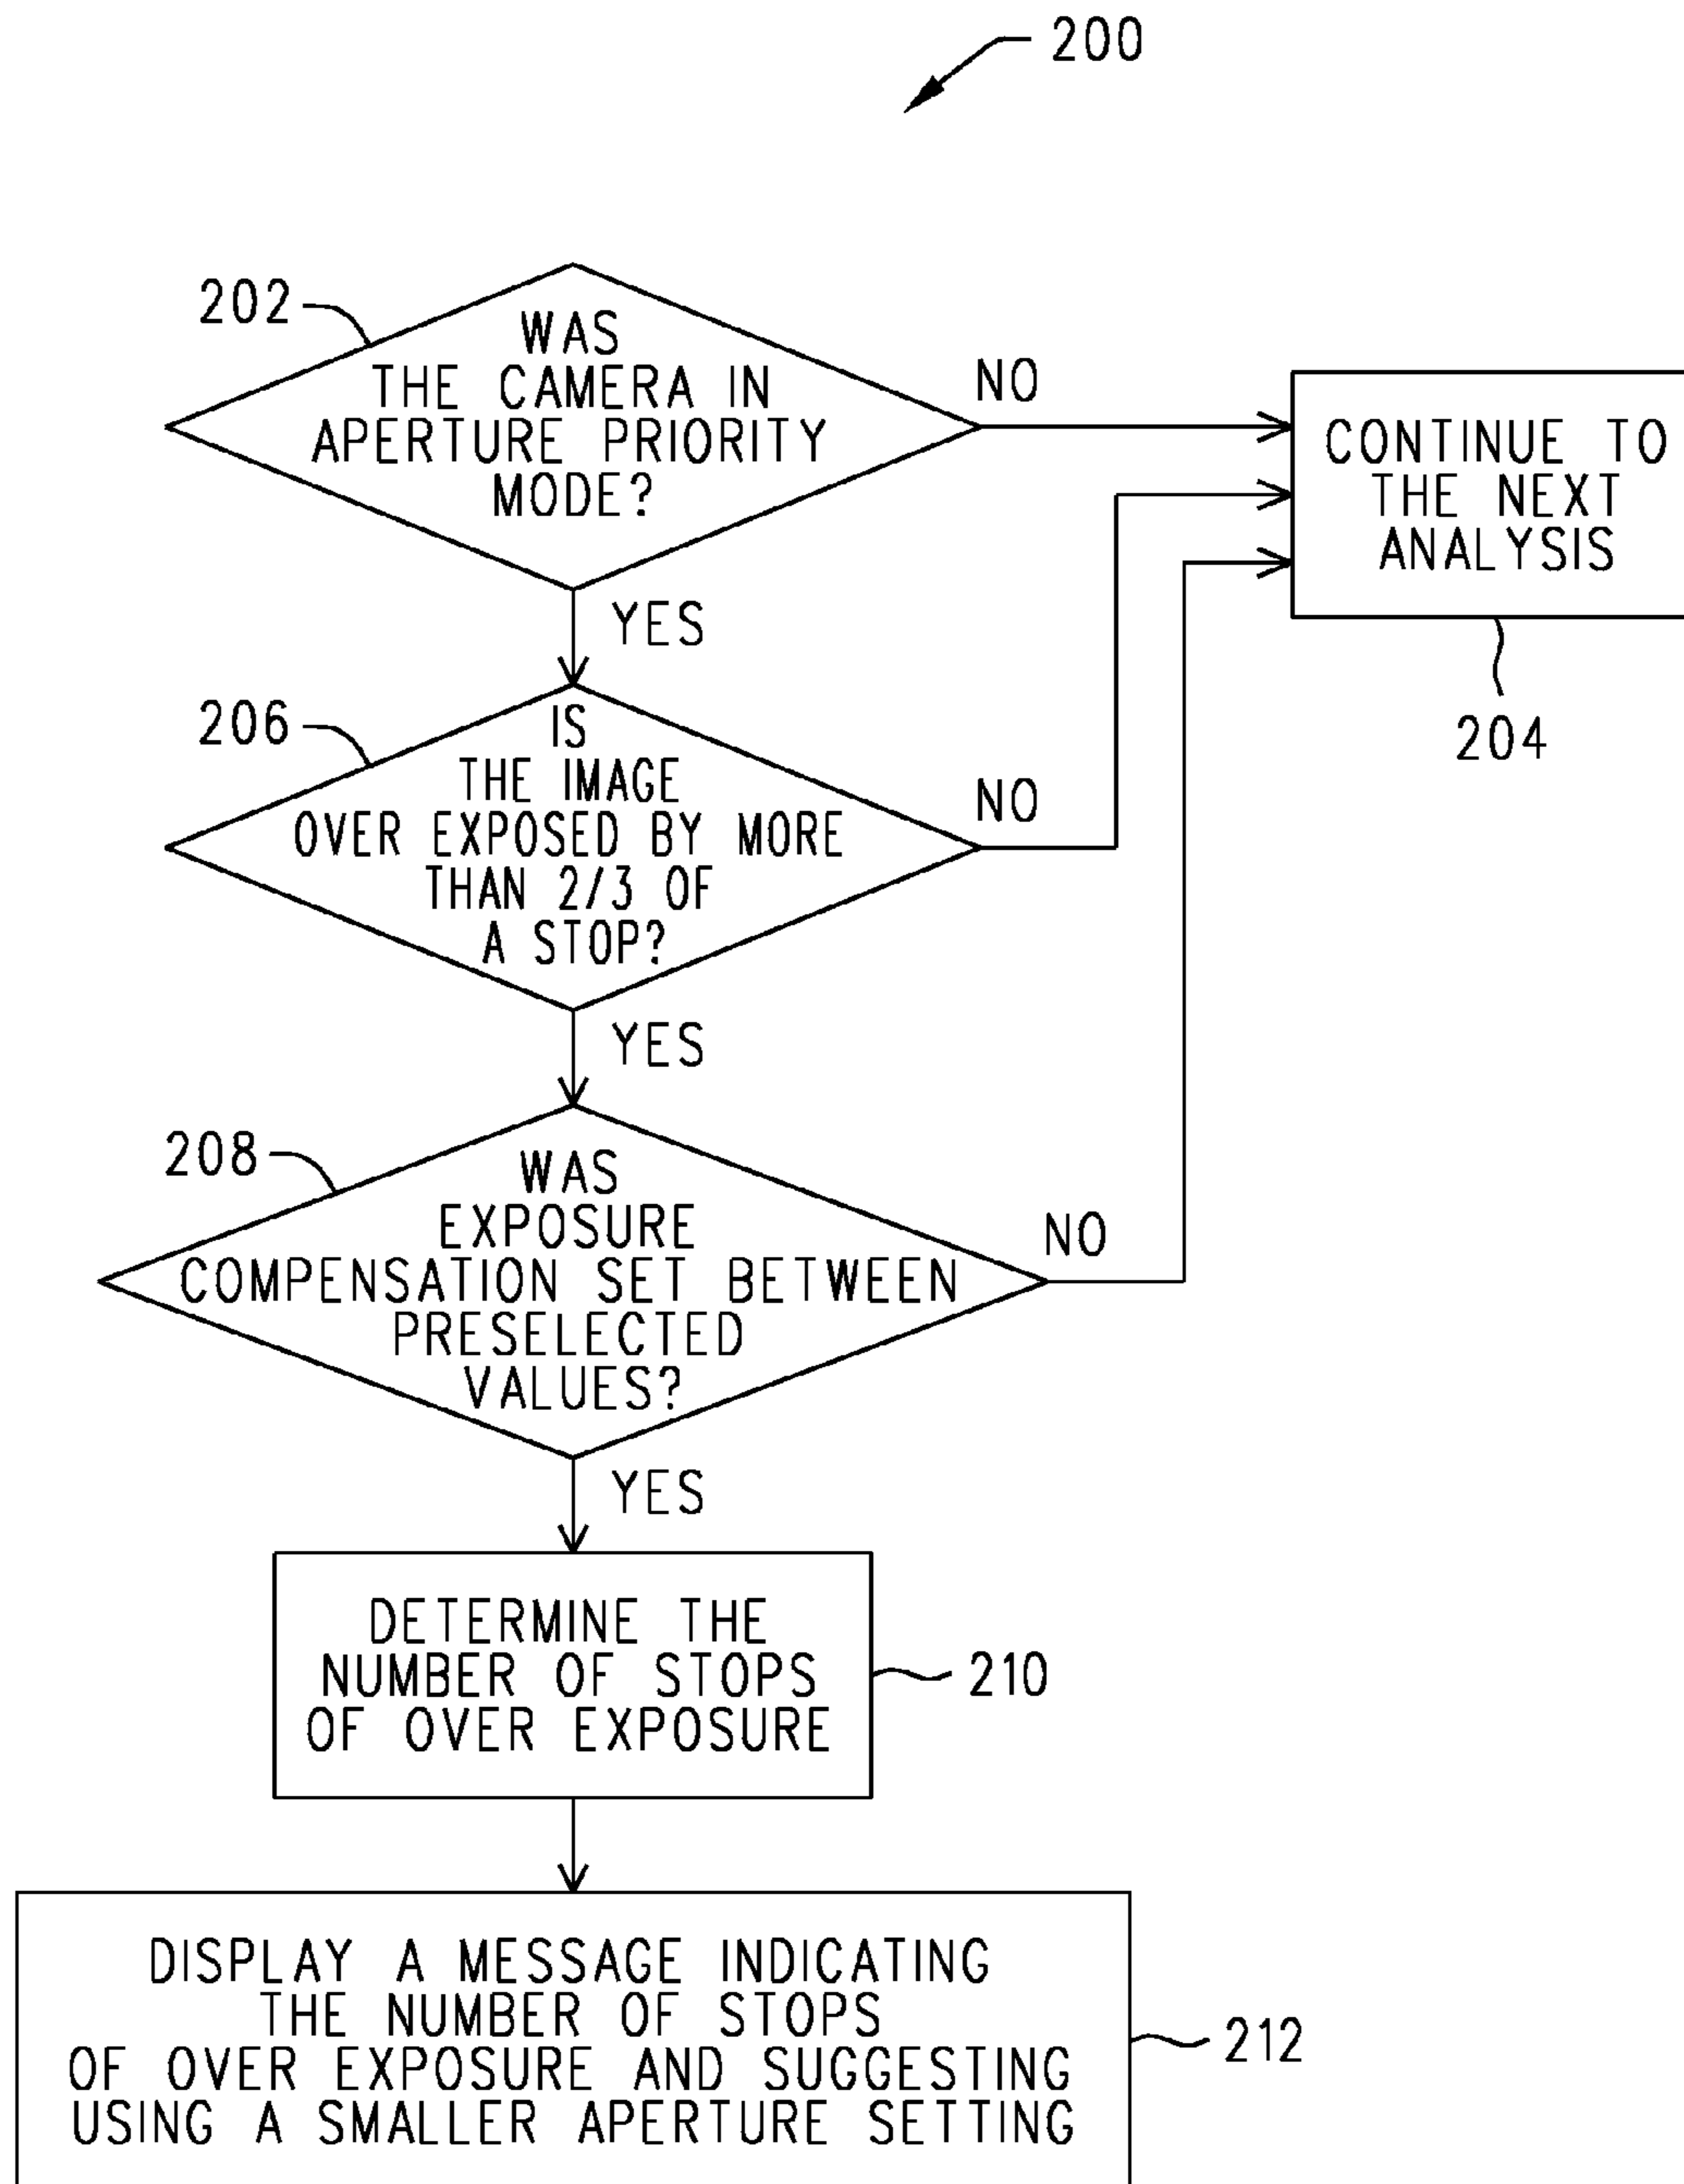 200
202
WAS
THE CAMERA IN
APERTURE PRIORITY
MODE?
NO
YES
CONTINUE TO
THE NEXT
ANALYSIS
204
206
IS
THE IMAGE
OVER EXPOSED BY MORE
THAN 2/3 OF
A STOP?
NO
YES
208
WAS
EXPOSURE
COMPENSATION SET BETWEEN
PRESELECTED
VALUES?
NO
YES
DETERMINE THE
NUMBER OF STOPS
OF OVER EXPOSURE
210
DISPLAY A MESSAGE INDICATING
THE NUMBER OF STOPS
OF OVER EXPOSURE AND SUGGESTING
USING A SMALLER APERTURE SETTING
212